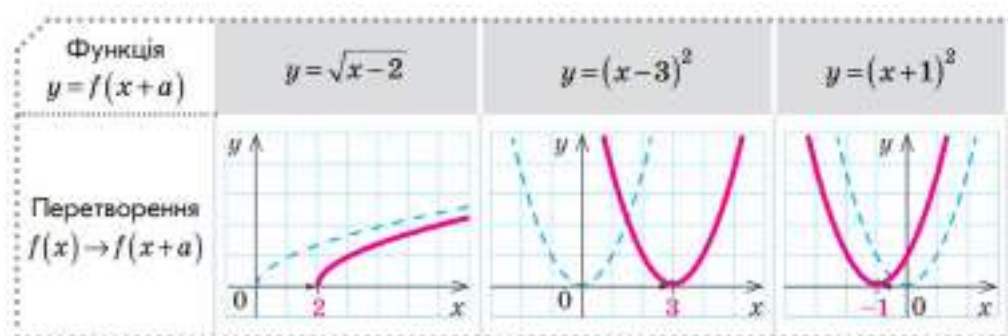 Функція
y = f(x+a)
y = √(x−2)
y = (x−3)²
y = (x+1)²
Перетворення
f(x)→f(x+a)
y
0
2
x
y
0
3
x
y
−1
0
x